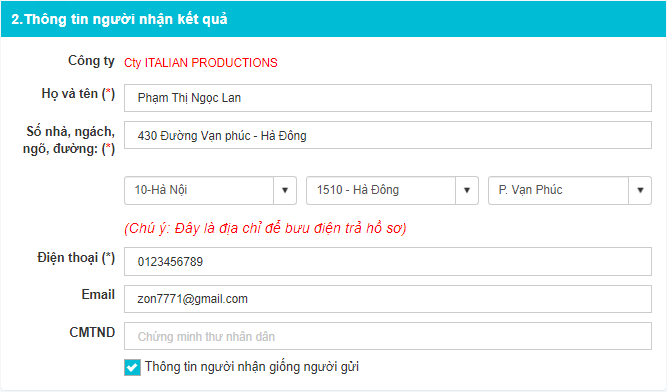 2.Thông tin người nhận kết quả
Công ty Cty ITALIAN PRODUCTIONS
Họ và tên (*) Phạm Thị Ngọc Lan
Số nhà, ngách,
ngõ, đường: (*) 430 Đường Vạn phúc - Hà Đông
10-Hà Nội 1510 - Hà Đông P. Vạn Phúc
(Chú ý: Đây là địa chỉ để bưu điện trả hồ sơ)
Điện thoại (*) 0123456789
Email zon7771@gmail.com
CMTND Chứng minh thư nhân dân
Thông tin người nhận giống người gửi